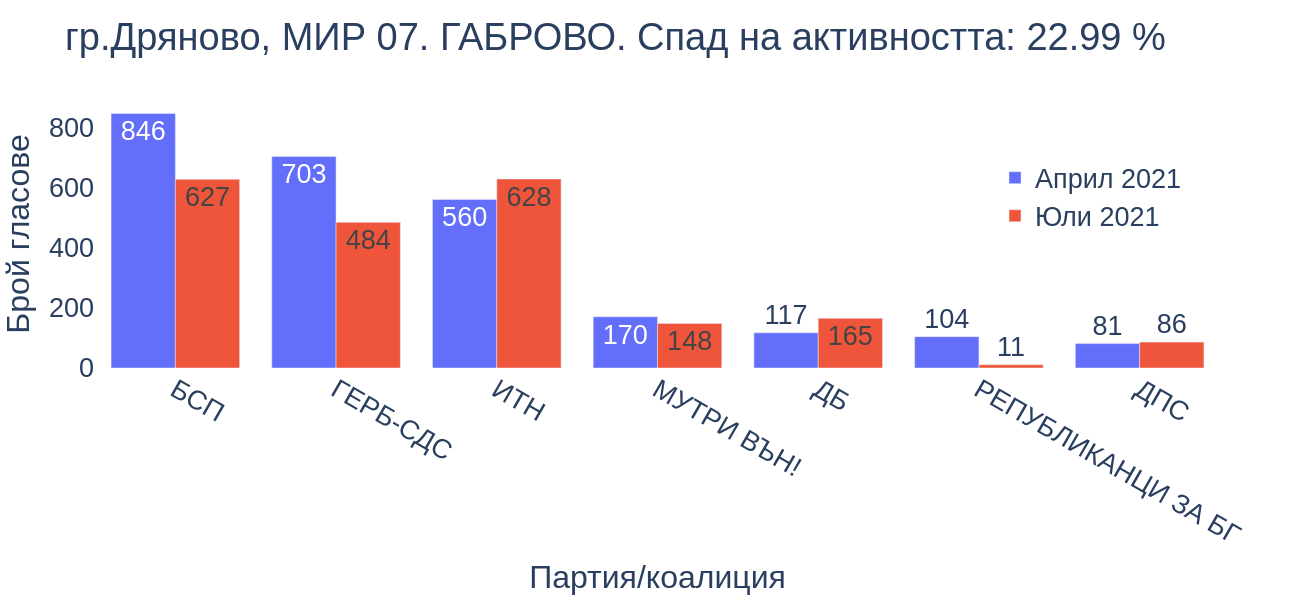 гр.Дряново, МИР 07. ГАБРОВО. Спад на активността: 22.99 %
Брой гласове
800
600
400
200
0
846
627
703
484
560
628
170
148
117
165
104
11
81
86
Април 2021
Юли 2021
БСП
ГЕРБ-СДС
ИТН
МУТРИ ВЪН!
ДБ
РЕПУБЛИКАНЦИ ЗА БГ
ДПС
Партия/коалиция